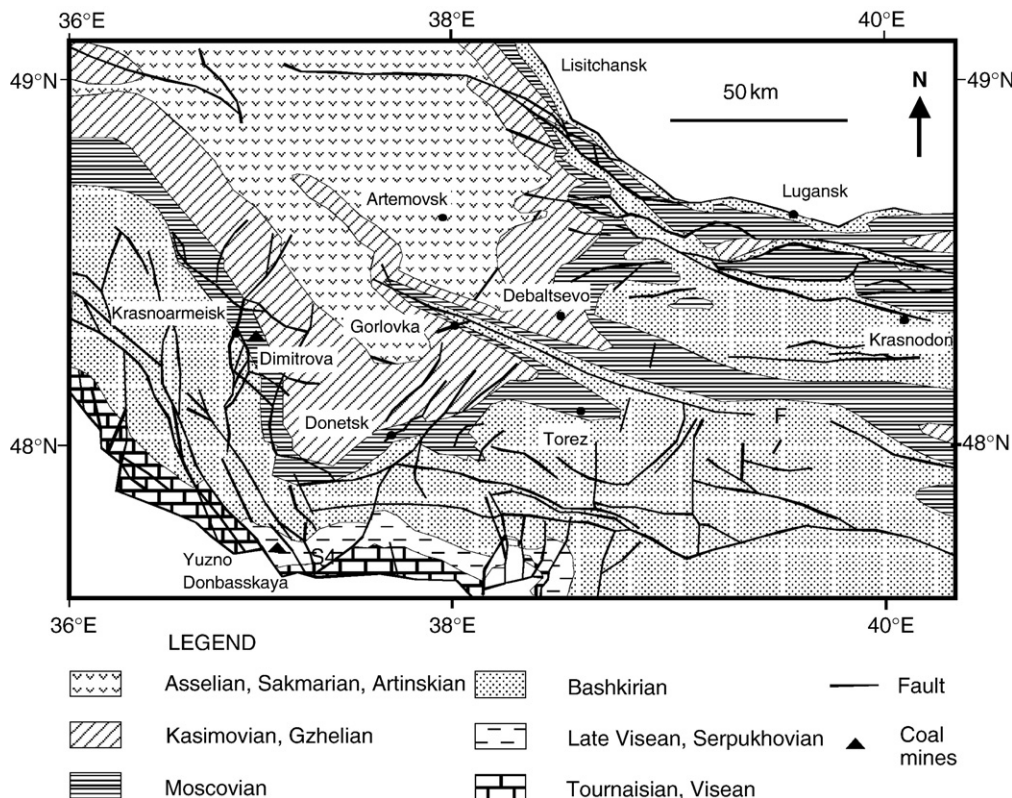 36°E 38°E 40°E
49°N 49°N
Lisitchansk
N
50 km
Artemovsk
Lugansk
Debaltsevo
Krasnoarmeisk
Gorlovka
Krasnodon
Dimitrova
Donetsk
F
Torez
48°N 48°N
S4
Yuzno
Donbasskaya
36°E 38°E 40°E
LEGEND
Asselian, Sakmarian, Artinskian
Bashkirian
Fault
Kasimovian, Gzhelian
Late Visean, Serpukhovian
Coal
mines
Moscovian
Tournaisian, Visean